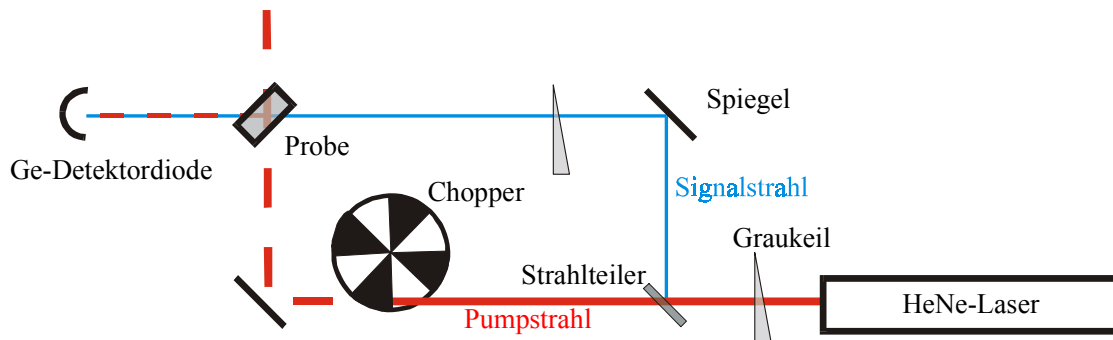 Spiegel
Probe
Ge-Detektordiode
Chopper
Signalstrahl
Graukeil
Strahlteiler
HeNe-Laser
Pumpstrahl